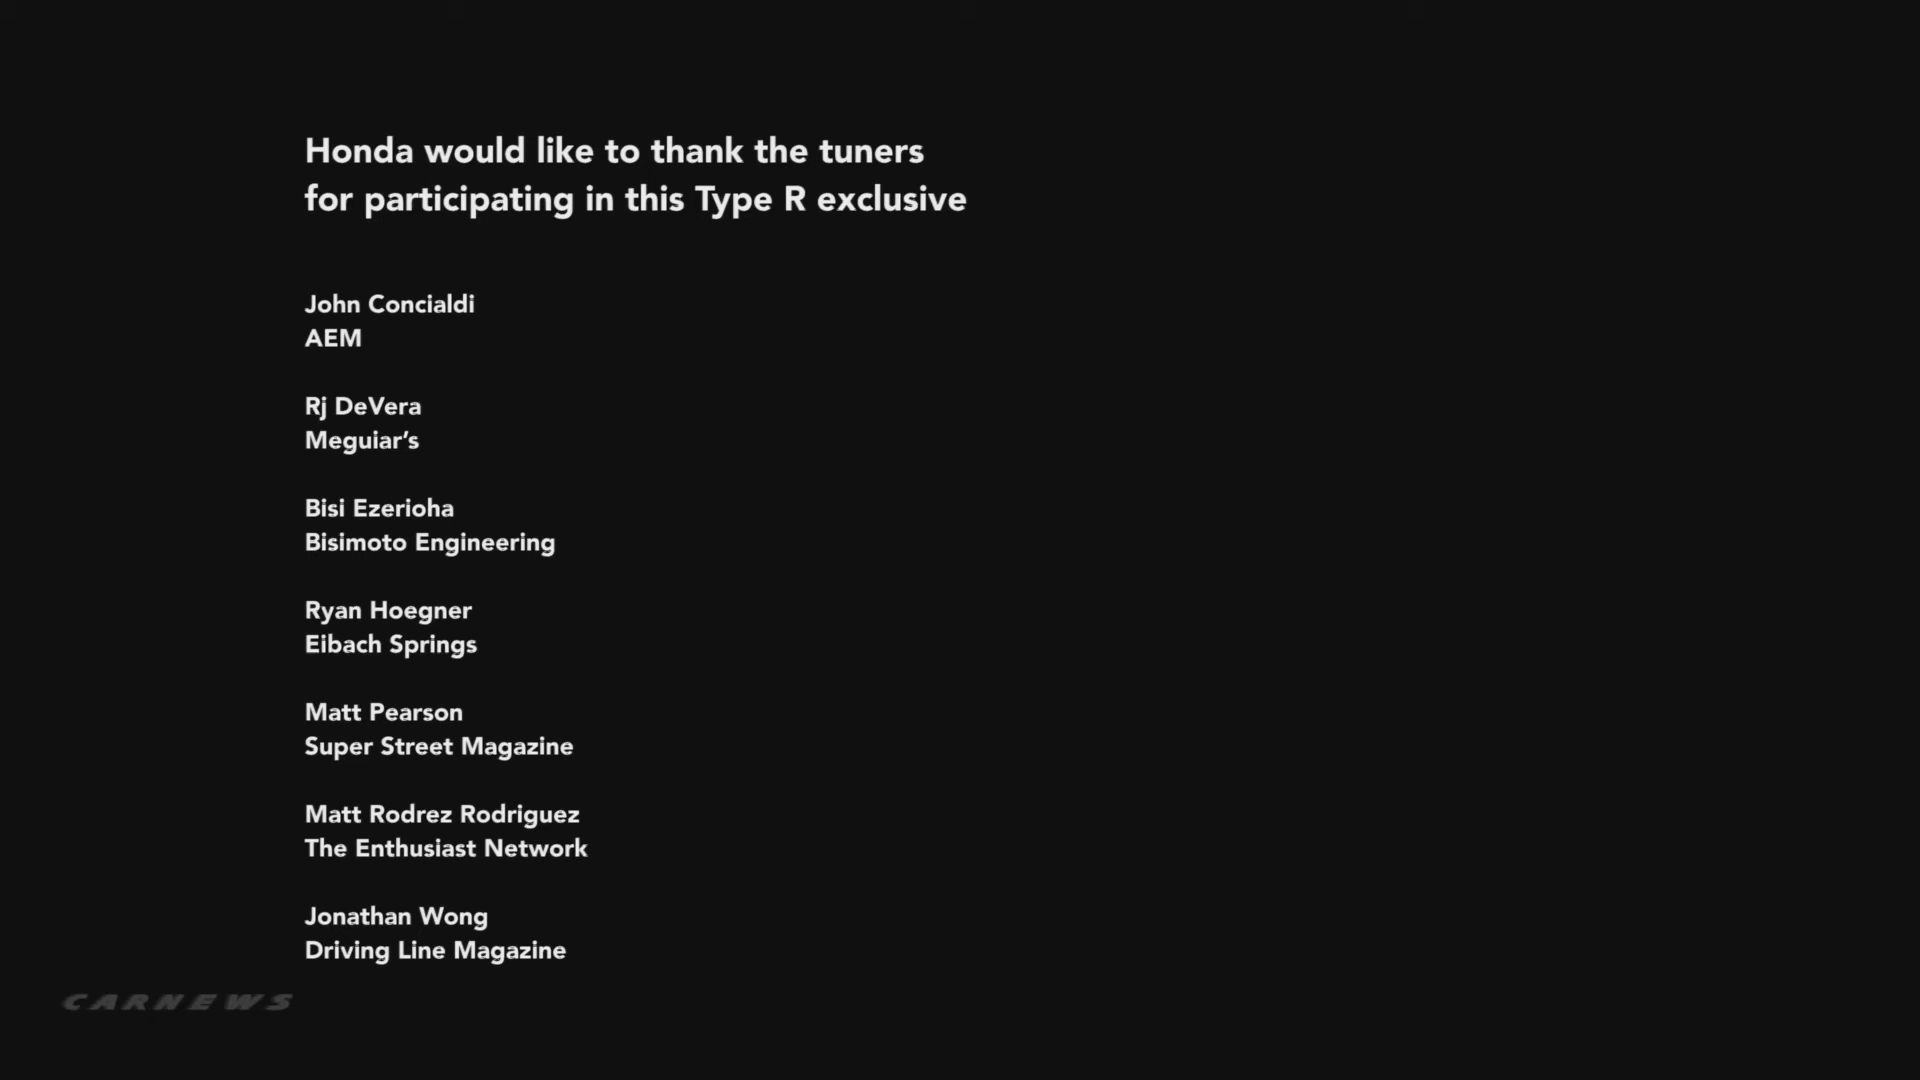 Honda would like to thank the tuners
for participating in this Type R exclusive
John Concialdi
AEM
Rj DeVera
Meguiar’s
Bisi Ezerioha
Bisimoto Engineering
Ryan Hoegner
Eibach Springs
Matt Pearson
Super Street Magazine
Matt Rodrez Rodriguez
The Enthusiast Network
Jonathan Wong
Driving Line Magazine
CARNEWS